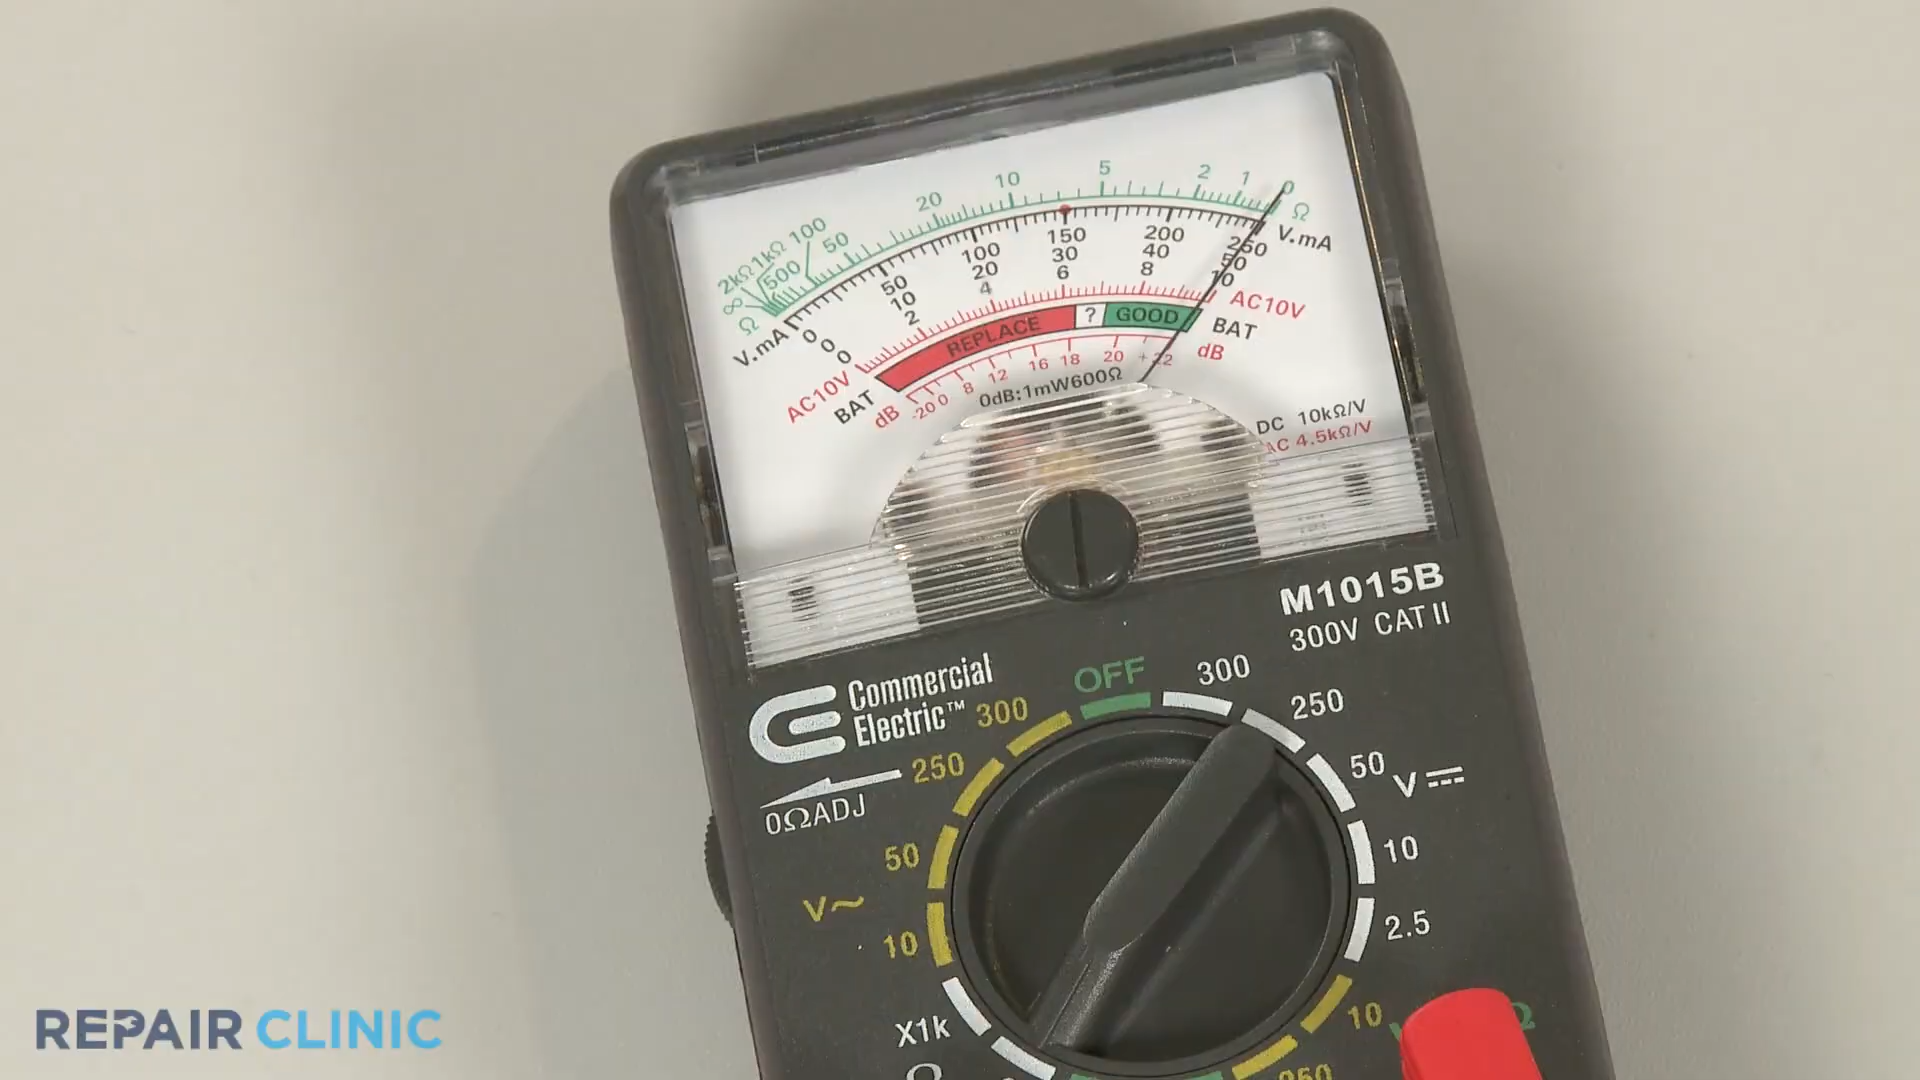 20 10 5 2 1 0
2kΩ 1kΩ 100 50 Ω
∞ 500
Ω V.mA
V.mA 0 50 100 150 200 250
0 10 20 30 40 50
0 2 4 6 8 10
AC10V AC10V
BAT REPLACE ? GOOD BAT
dB -20 0 8 12 16 18 20 +22 dB
0dB:1mW600Ω
DC 10kΩ/V
AC 4.5kΩ/V
M1015B
300V CAT II
Commercial
Electric™
OFF
300 300
250 250
0ΩADJ
50 50
V⎓
V~
10 10
2.5
X1k 10
Ω Ω
250
REPAIR CLINIC